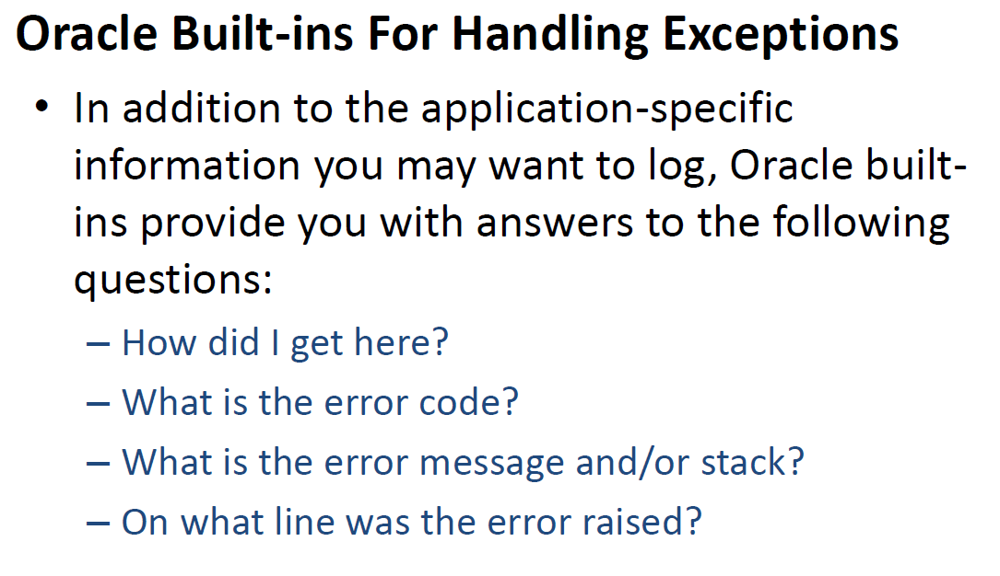 Oracle Built-ins For Handling Exceptions
• In addition to the application-specific
information you may want to log, Oracle built-
ins provide you with answers to the following
questions:
– How did I get here?
– What is the error code?
– What is the error message and/or stack?
– On what line was the error raised?